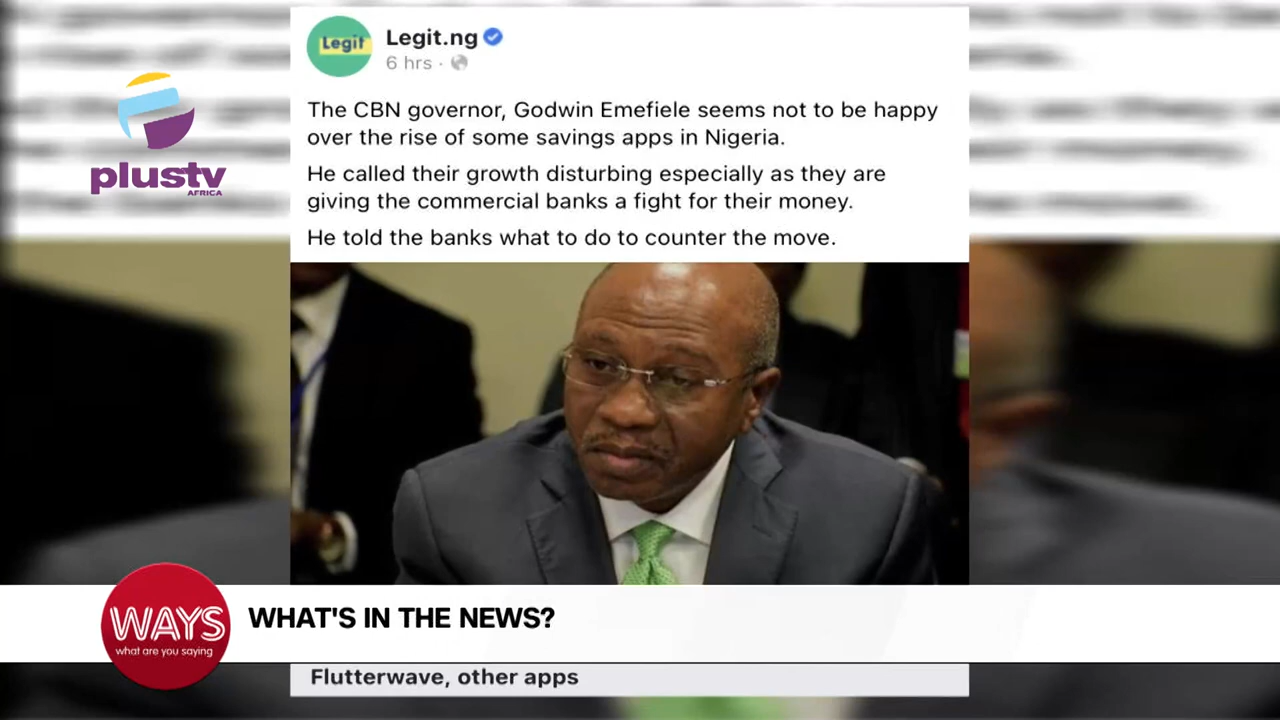 Legit
Legit.ng
6 hrs ·
The CBN governor, Godwin Emefiele seems not to be happy
over the rise of some savings apps in Nigeria.
He called their growth disturbing especially as they are
giving the commercial banks a fight for their money.
He told the banks what to do to counter the move.
plustv
AFRICA
WAYS
what are you saying
WHAT'S IN THE NEWS?
Flutterwave, other apps